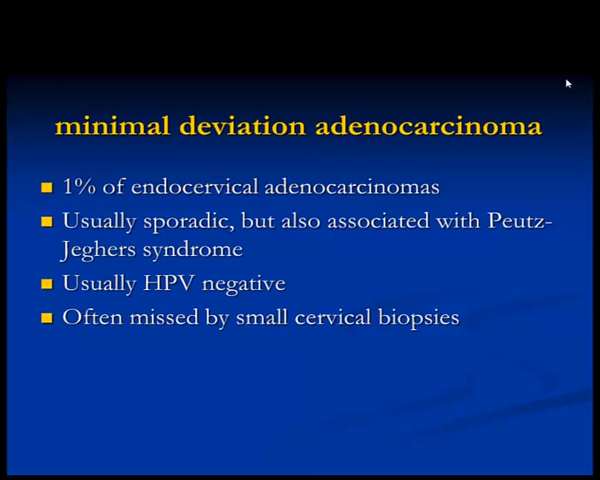 minimal deviation adenocarcinoma
1% of endocervical adenocarcinomas
Usually sporadic, but also associated with Peutz-
Jeghers syndrome
Usually HPV negative
Often missed by small cervical biopsies